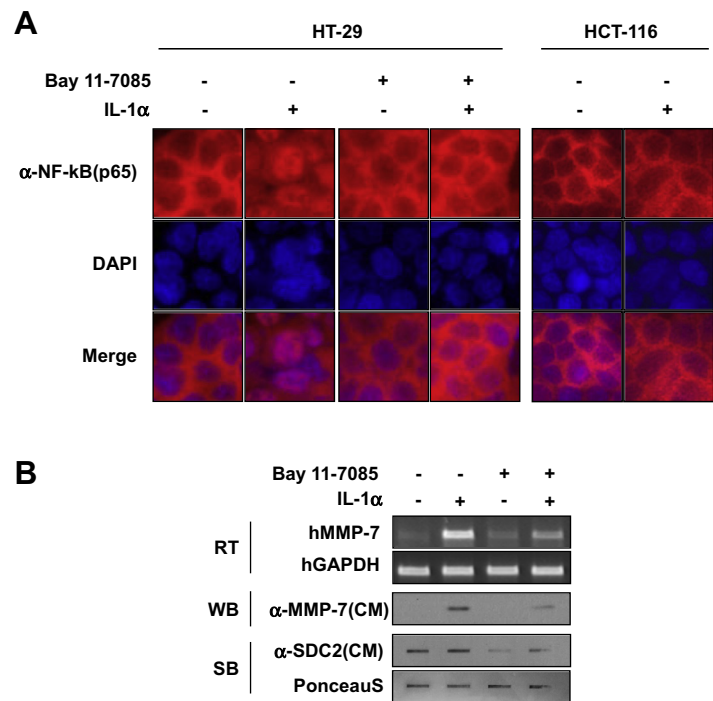 A
HT-29 HCT-116
Bay 11-7085 - - + + - -
IL-1α - + - + - +
α-NF-kB(p65)
DAPI
Merge
B
Bay 11-7085 - - + +
IL-1α - + - +
RT hMMP-7
hGAPDH
WB α-MMP-7(CM)
SB α-SDC2(CM)
PonceauS